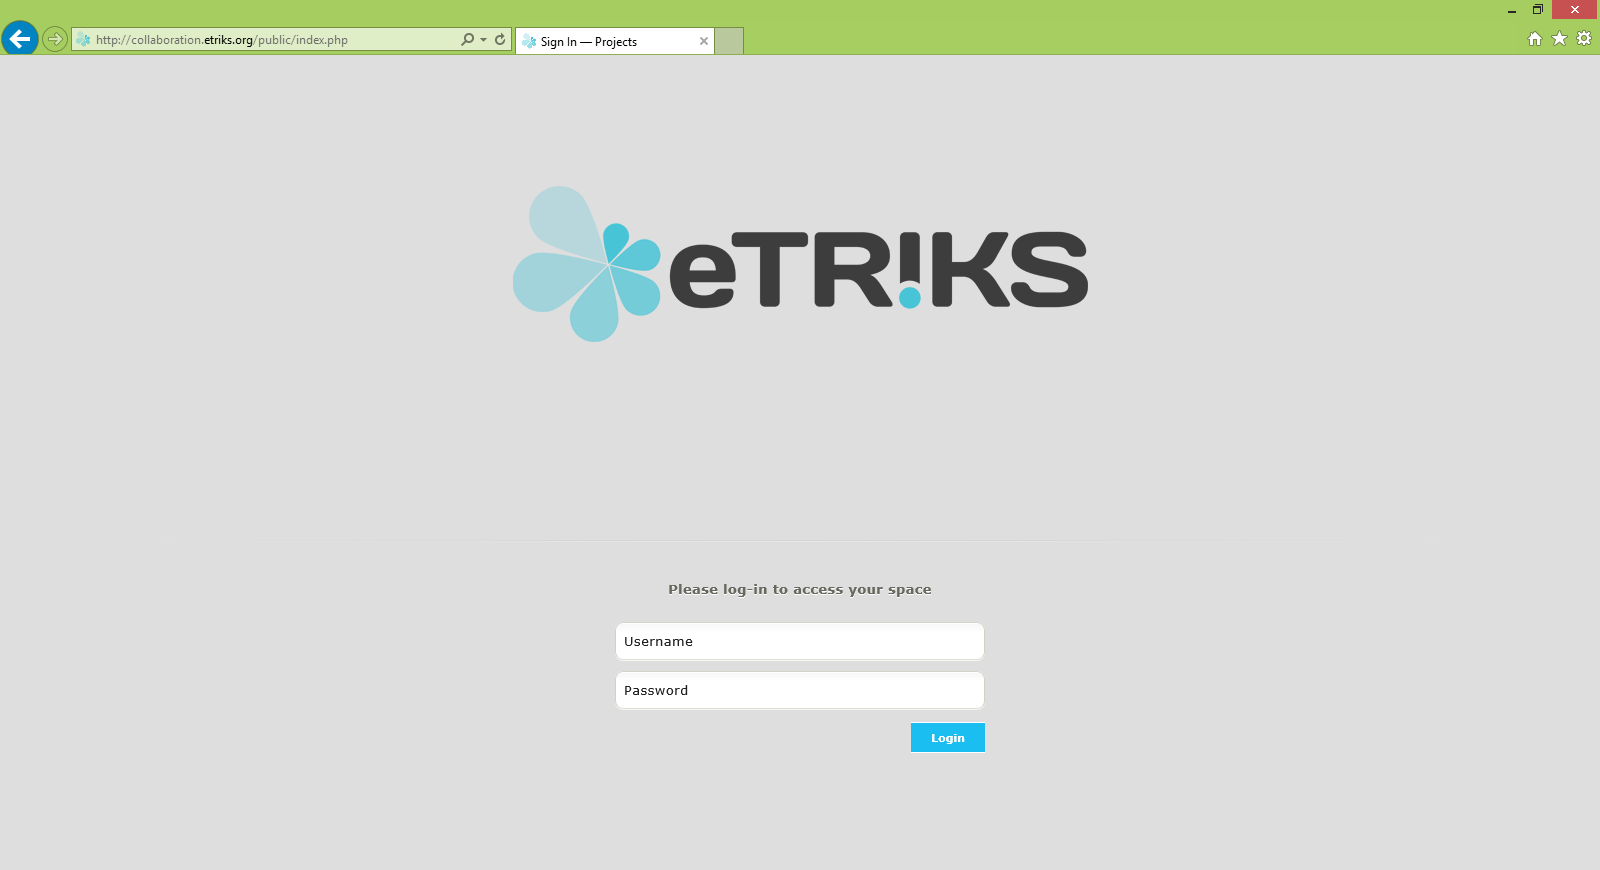 http://collaboration.etriks.org/public/index.php
Sign In — Projects
eTR!KS
Please log-in to access your space
Username
Password
Login